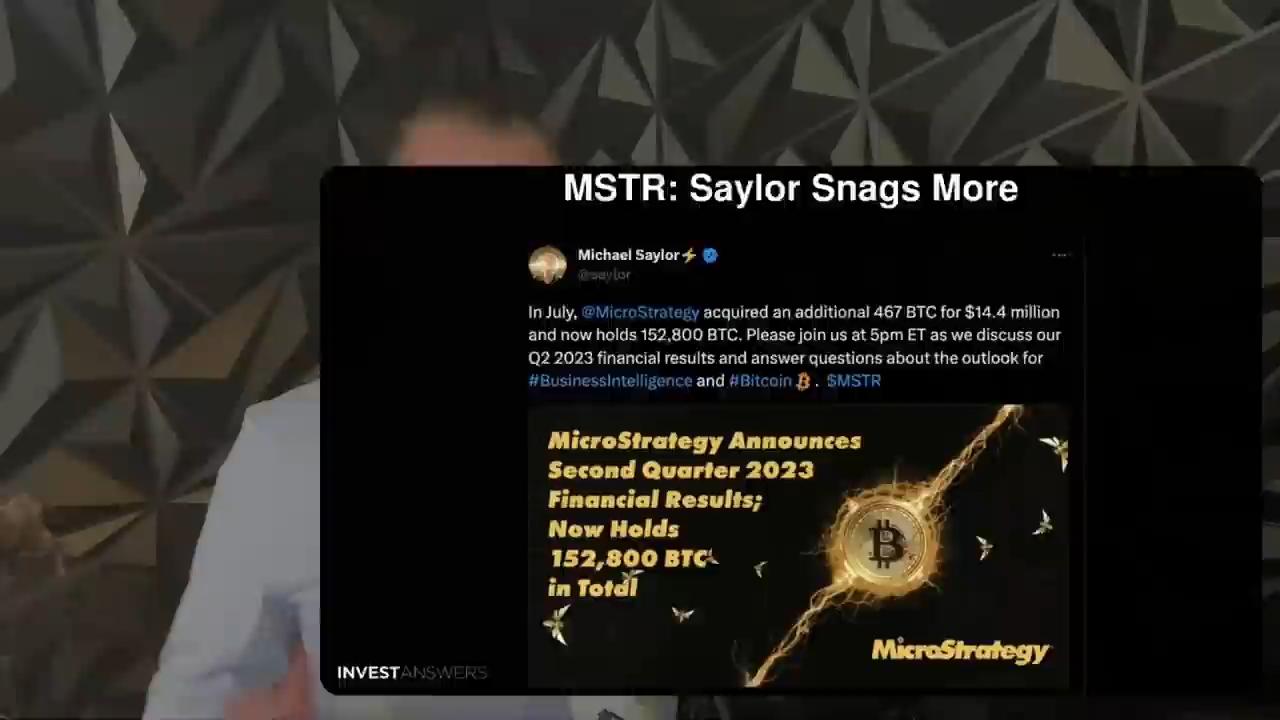 MSTR: Saylor Snags More
Michael Saylor⚡
@saylor
In July, @MicroStrategy acquired an additional 467 BTC for $14.4 million
and now holds 152,800 BTC. Please join us at 5pm ET as we discuss our
Q2 2023 financial results and answer questions about the outlook for
#BusinessIntelligence and #Bitcoin ₿. $MSTR
MicroStrategy Announces
Second Quarter 2023
Financial Results;
Now Holds
152,800 BTC
in Total
MicroStrategy
INVESTANSWERS